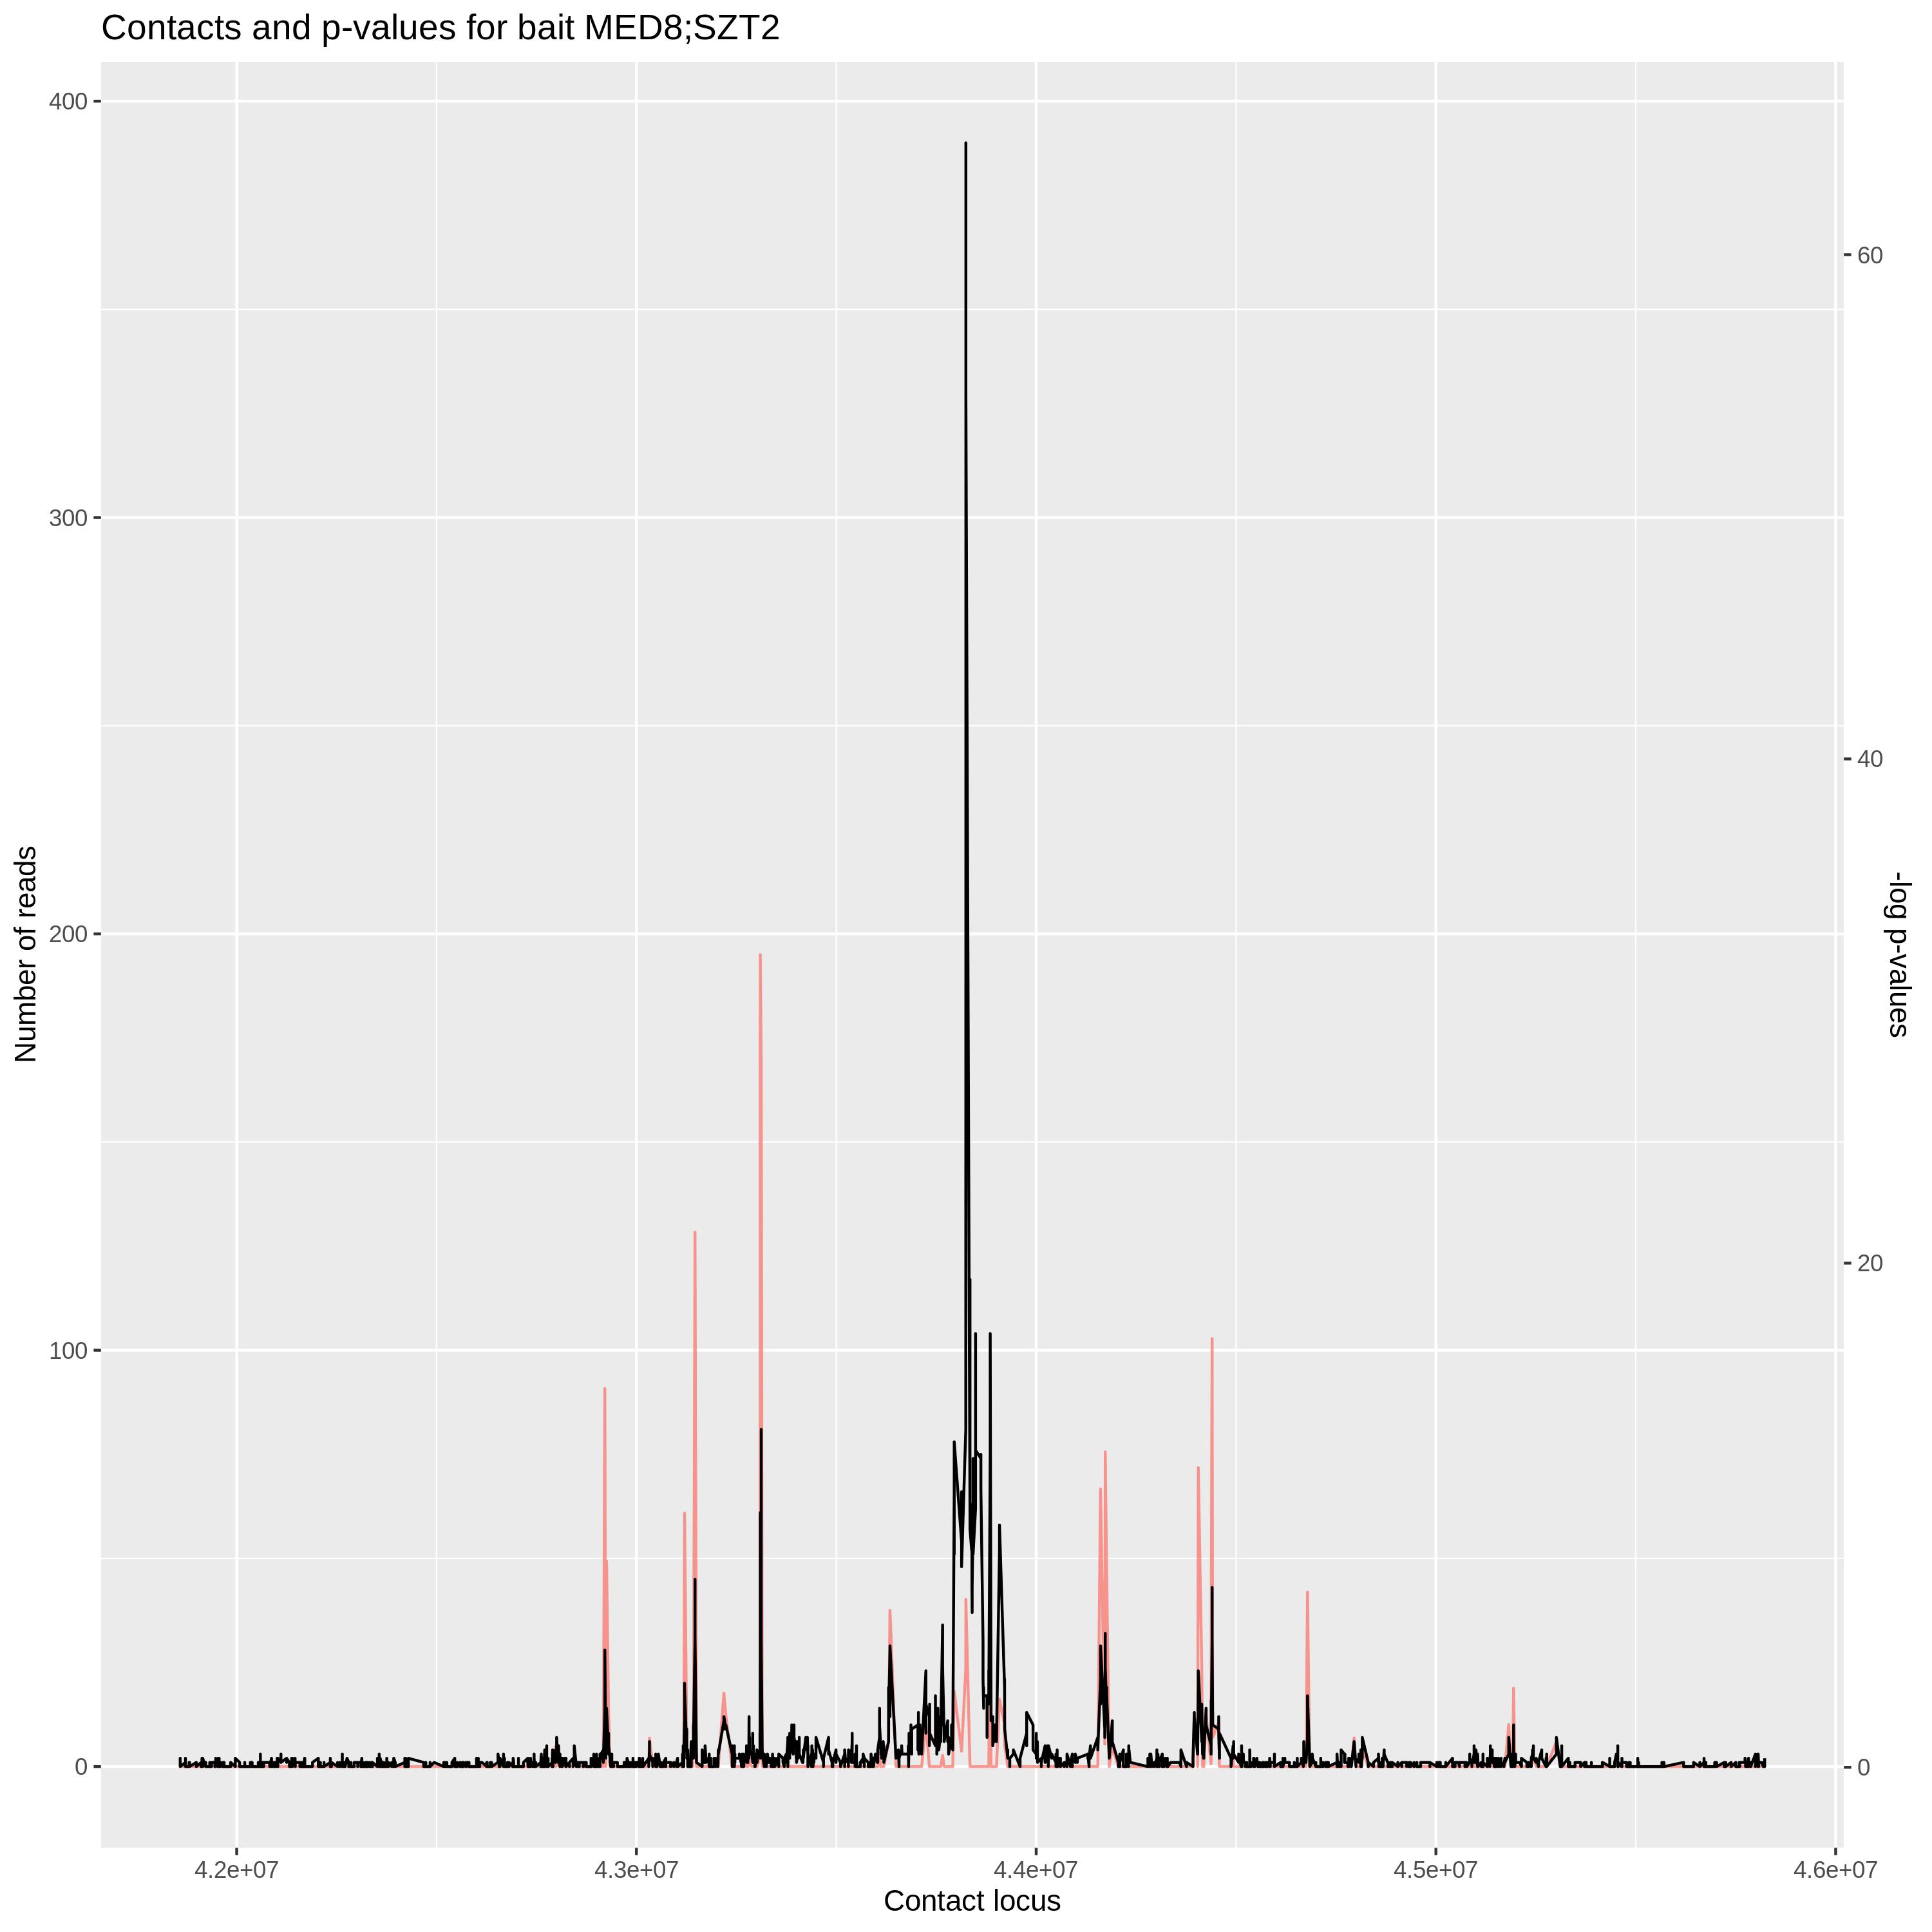 Contacts and p-values for bait MED8;SZT2
400
300
200
100
0
Number of reads
60
40
20
0
-log p-values
4.2e+07
4.3e+07
4.4e+07
4.5e+07
4.6e+07
Contact locus